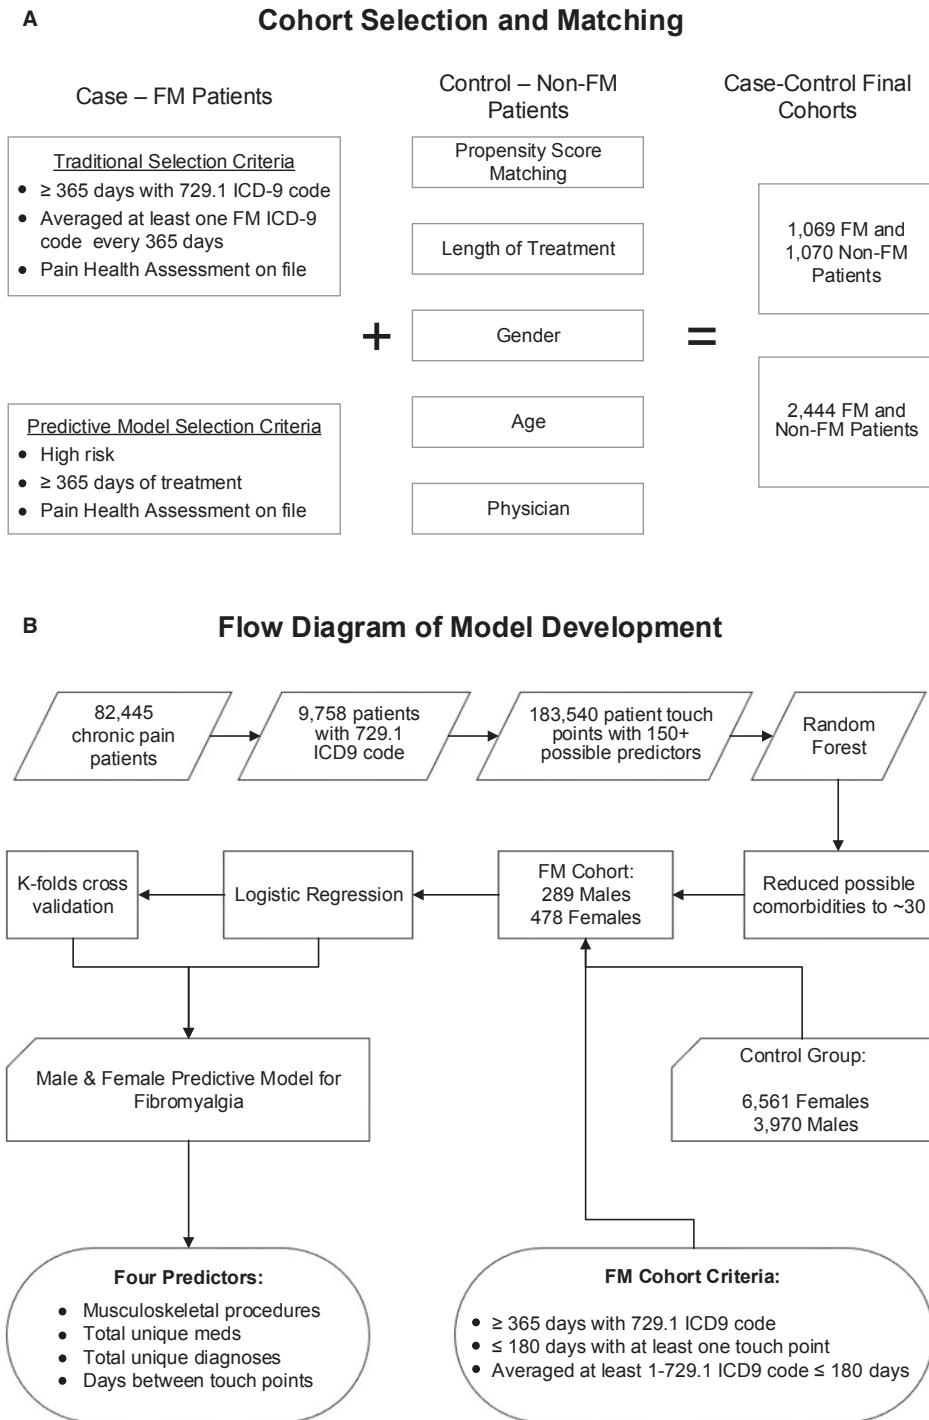 A
Cohort Selection and Matching
Case – FM Patients
Control – Non-FM
Patients
Case-Control Final
Cohorts
Traditional Selection Criteria
• ≥ 365 days with 729.1 ICD-9 code
• Averaged at least one FM ICD-9
code every 365 days
• Pain Health Assessment on file
Predictive Model Selection Criteria
• High risk
• ≥ 365 days of treatment
• Pain Health Assessment on file
+
Propensity Score
Matching
Length of Treatment
Gender
Age
Physician
=
1,069 FM and
1,070 Non-FM
Patients
2,444 FM and
Non-FM Patients
B
Flow Diagram of Model Development
82,445
chronic pain
patients
9,758 patients
with 729.1
ICD9 code
183,540 patient touch
points with 150+
possible predictors
Random
Forest
Reduced possible
comorbidities to ~30
FM Cohort:
289 Males
478 Females
Logistic Regression
K-folds cross
validation
Male & Female Predictive Model for
Fibromyalgia
Control Group:
6,561 Females
3,970 Males
Four Predictors:
• Musculoskeletal procedures
• Total unique meds
• Total unique diagnoses
• Days between touch points
FM Cohort Criteria:
• ≥ 365 days with 729.1 ICD9 code
• ≤ 180 days with at least one touch point
• Averaged at least 1-729.1 ICD9 code ≤ 180 days